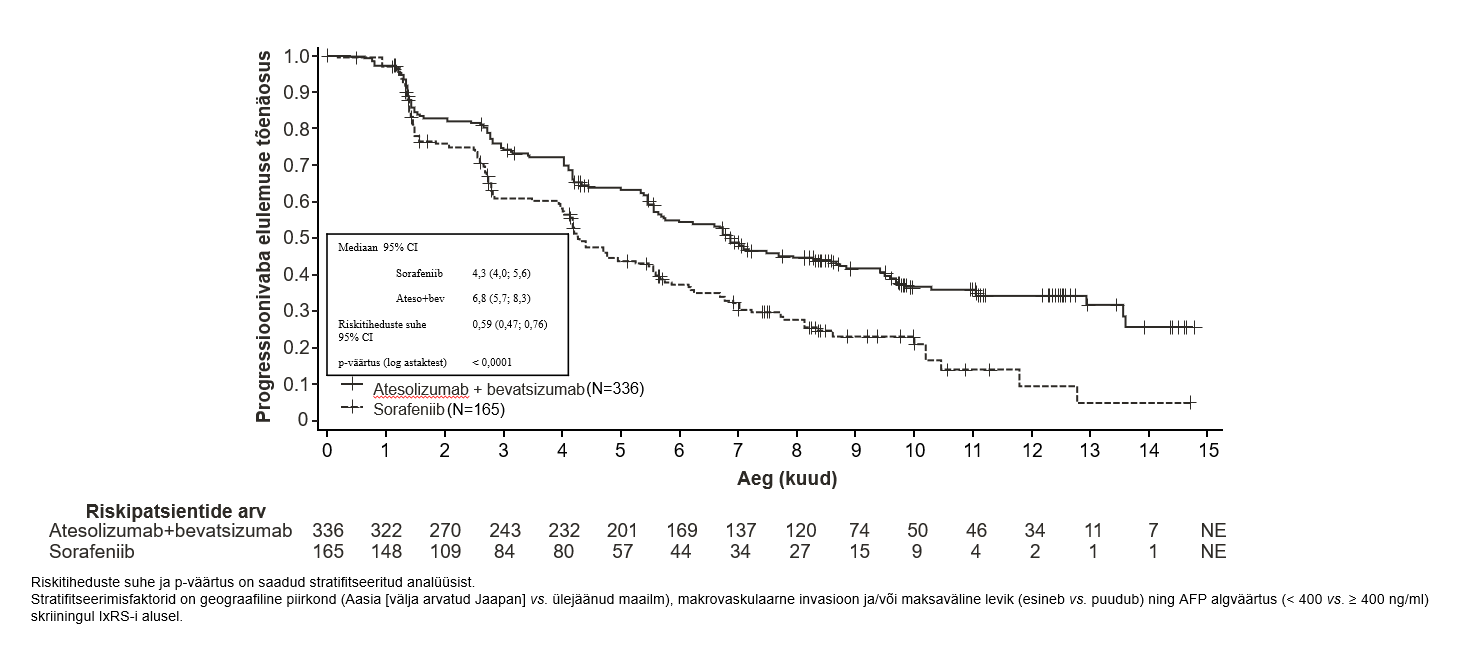 Progressioonivaba elulemuse tõenäosus
1.0
0.9
0.8
0.7
0.6
0.5
0.4
0.3
0.2
0.1
0
Mediaan 95% CI
Sorafeniib 4,3 (4,0; 5,6)
Ateso+bev 6,8 (5,7; 8,3)
Riskitiheduste suhe 0,59 (0,47; 0,76)
95% CI
p-väärtus (log astaktest) < 0,0001
Atesolizumab + bevatsizumab (N=336)
Sorafeniib (N=165)
0 1 2 3 4 5 6 7 8 9 10 11 12 13 14 15
Aeg (kuud)
Riskipatsientide arv
Atesolizumab+bevatsizumab 336 322 270 243 232 201 169 137 120 74 50 46 34 11 7 NE
Sorafeniib 165 148 109 84 80 57 44 34 27 15 9 4 2 1 1 NE
Riskitiheduste suhe ja p-väärtus on saadud stratifitseeritud analüüsist.
Stratifitseerimisfaktorid on geograafiline piirkond (Aasia [välja arvatud Jaapan] vs. ülejäänud maailm), makrovaskulaarne invasioon ja/või maksaväline levik (esineb vs. puudub) ning AFP algväärtus (< 400 vs. ≥ 400 ng/ml)
skriiningul IxRS-i alusel.